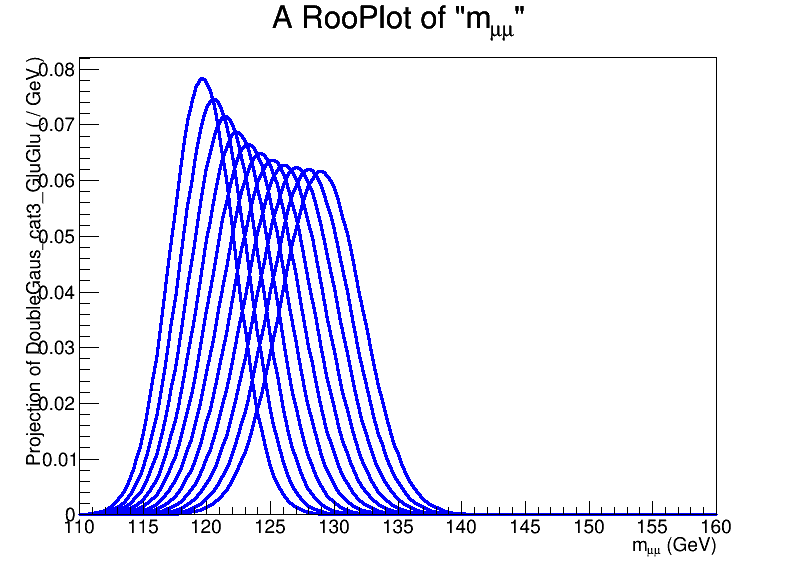 A RooPlot of "mμμ"
Projection of DoubleGaus_cat3_GluGlu ( / GeV )
0.08
0.07
0.06
0.05
0.04
0.03
0.02
0.01
0
110 115 120 125 130 135 140 145 150 155 160
mμμ (GeV)